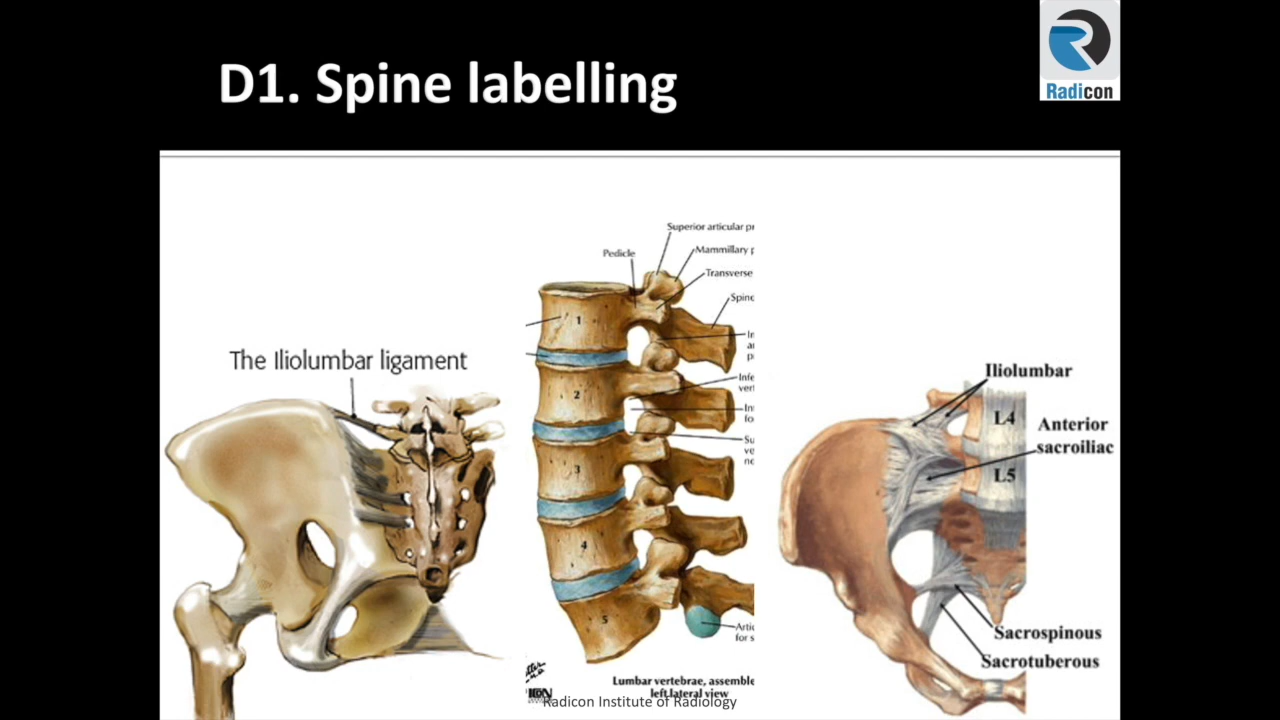 D1. Spine labelling
Radicon
The Iliolumbar ligament
Superior articular
Pedicle
Mammillary
Transverse
Spine
1
2
3
4
5
Lumbar vertebrae, assemble
left lateral view
Iliolumbar
L4
Anterior
sacroiliac
L5
Sacrospinous
Sacrotuberous
Radicon Institute of Radiology